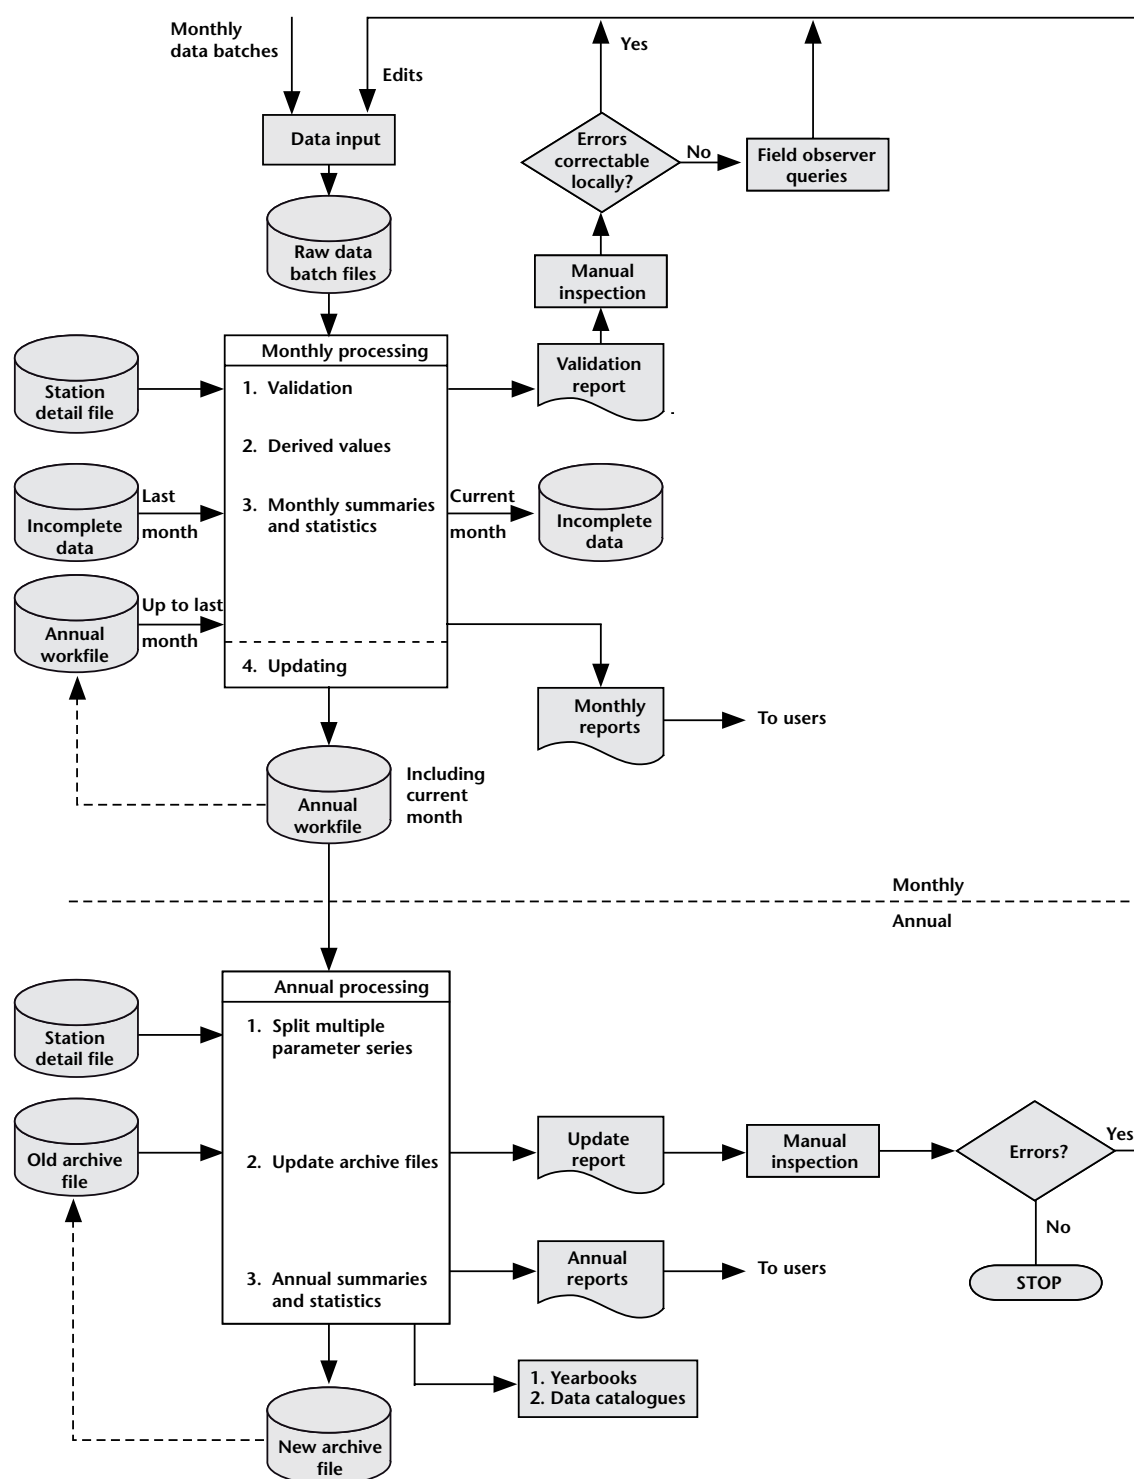 Monthly
data batches
Edits
Yes
Data input
Errors
correctable
locally?
No
Field observer
queries
Raw data
batch files
Manual
inspection
Monthly processing
Station
detail file
1. Validation
Validation
report
2. Derived values
Incomplete
data
Last
month
3. Monthly summaries
and statistics
Current
month
Incomplete
data
Annual
workfile
Up to last
month
4. Updating
Monthly
reports
To users
Annual
workfile
Including
current
month
Monthly
Annual
Annual processing
Station
detail file
1. Split multiple
parameter series
Old archive
file
2. Update archive files
Update
report
Manual
inspection
Errors?
Yes
No
STOP
3. Annual summaries
and statistics
Annual
reports
To users
1. Yearbooks
2. Data catalogues
New archive
file